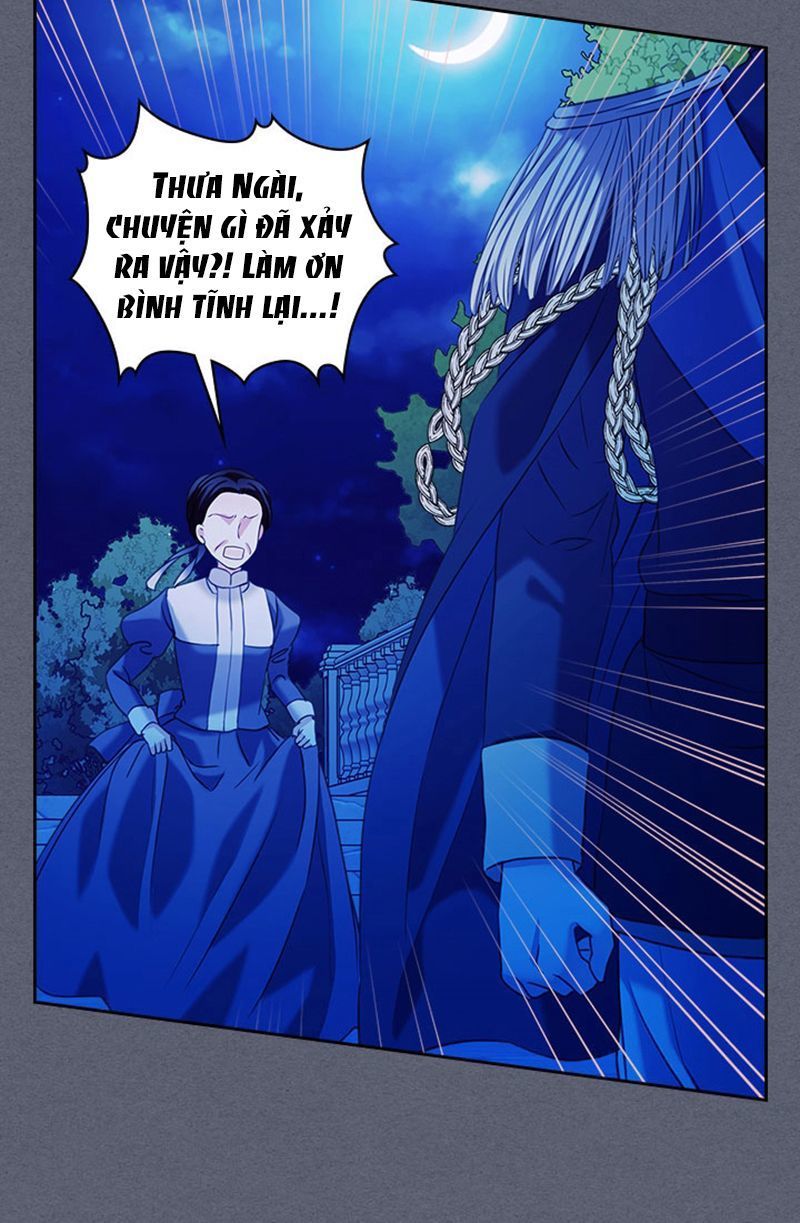 THƯA NGÀI,
CHUYỆN GÌ ĐÃ XẢY
RA VẬY?! LÀM ƠN
BÌNH TĨNH LẠI...!